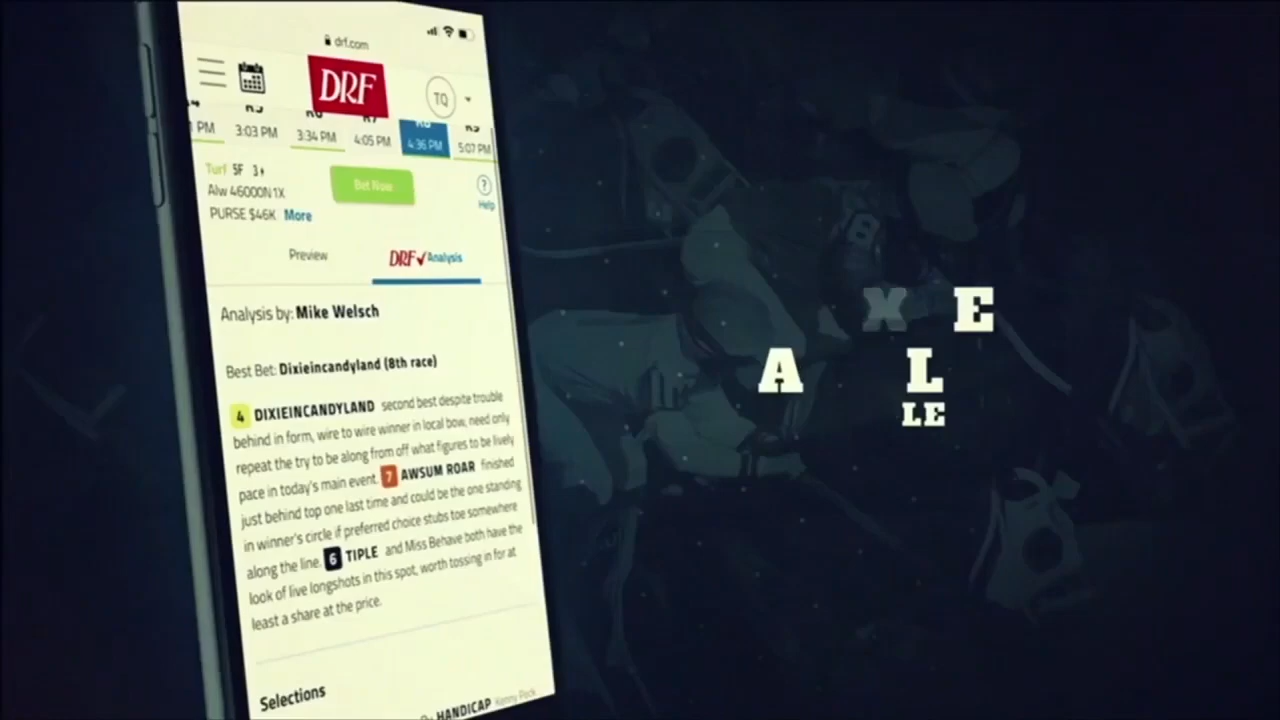 drf.com
DRF
TQ
PM
3:03 PM
3:34 PM
4:05 PM
4:36 PM
5:07 PM
Turf 5F 3
Alw 46000N1X
PURSE $46K More
Bet Now
?
Help
Preview
DRF Analysis
Analysis by: Mike Welsch
Best Bet: Dixieincandyland (8th race)
4 DIXIEINCANDYLAND second best despite trouble
behind in form, wire to wire winner in local bow, need only
repeat the try to be along from off what figures to be lively
pace in today's main event. 7 AWSUM ROAR finished
just behind top one last time and could be the one standing
in winner's circle if preferred choice stubs toe somewhere
along the line. 6 TIPLE and Miss Behave both have the
look of live longshots in this spot, worth tossing in for at
least a share at the price.
Selections
HANDICAP Kenny Peck
X E
A L
LE
8